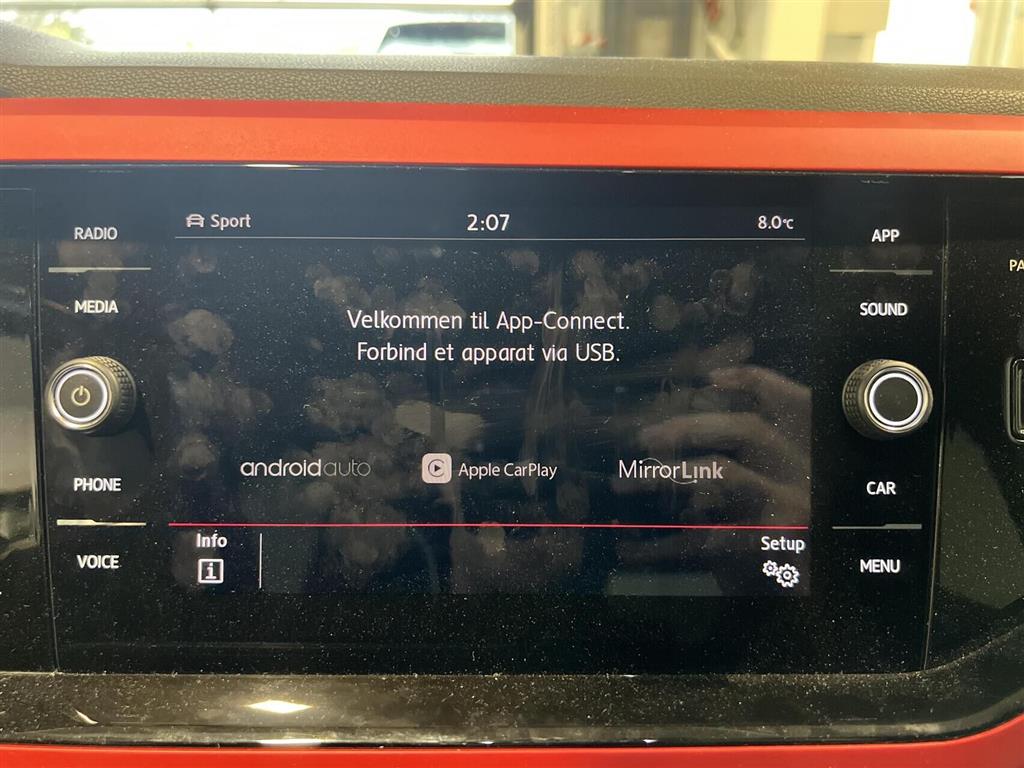 RADIO
MEDIA
PHONE
VOICE
Sport
2:07
8.0°C
Velkommen til App-Connect.
Forbind et apparat via USB.
androidauto
Apple CarPlay
MirrorLink
Info
i
Setup
APP
SOUND
CAR
MENU
PA